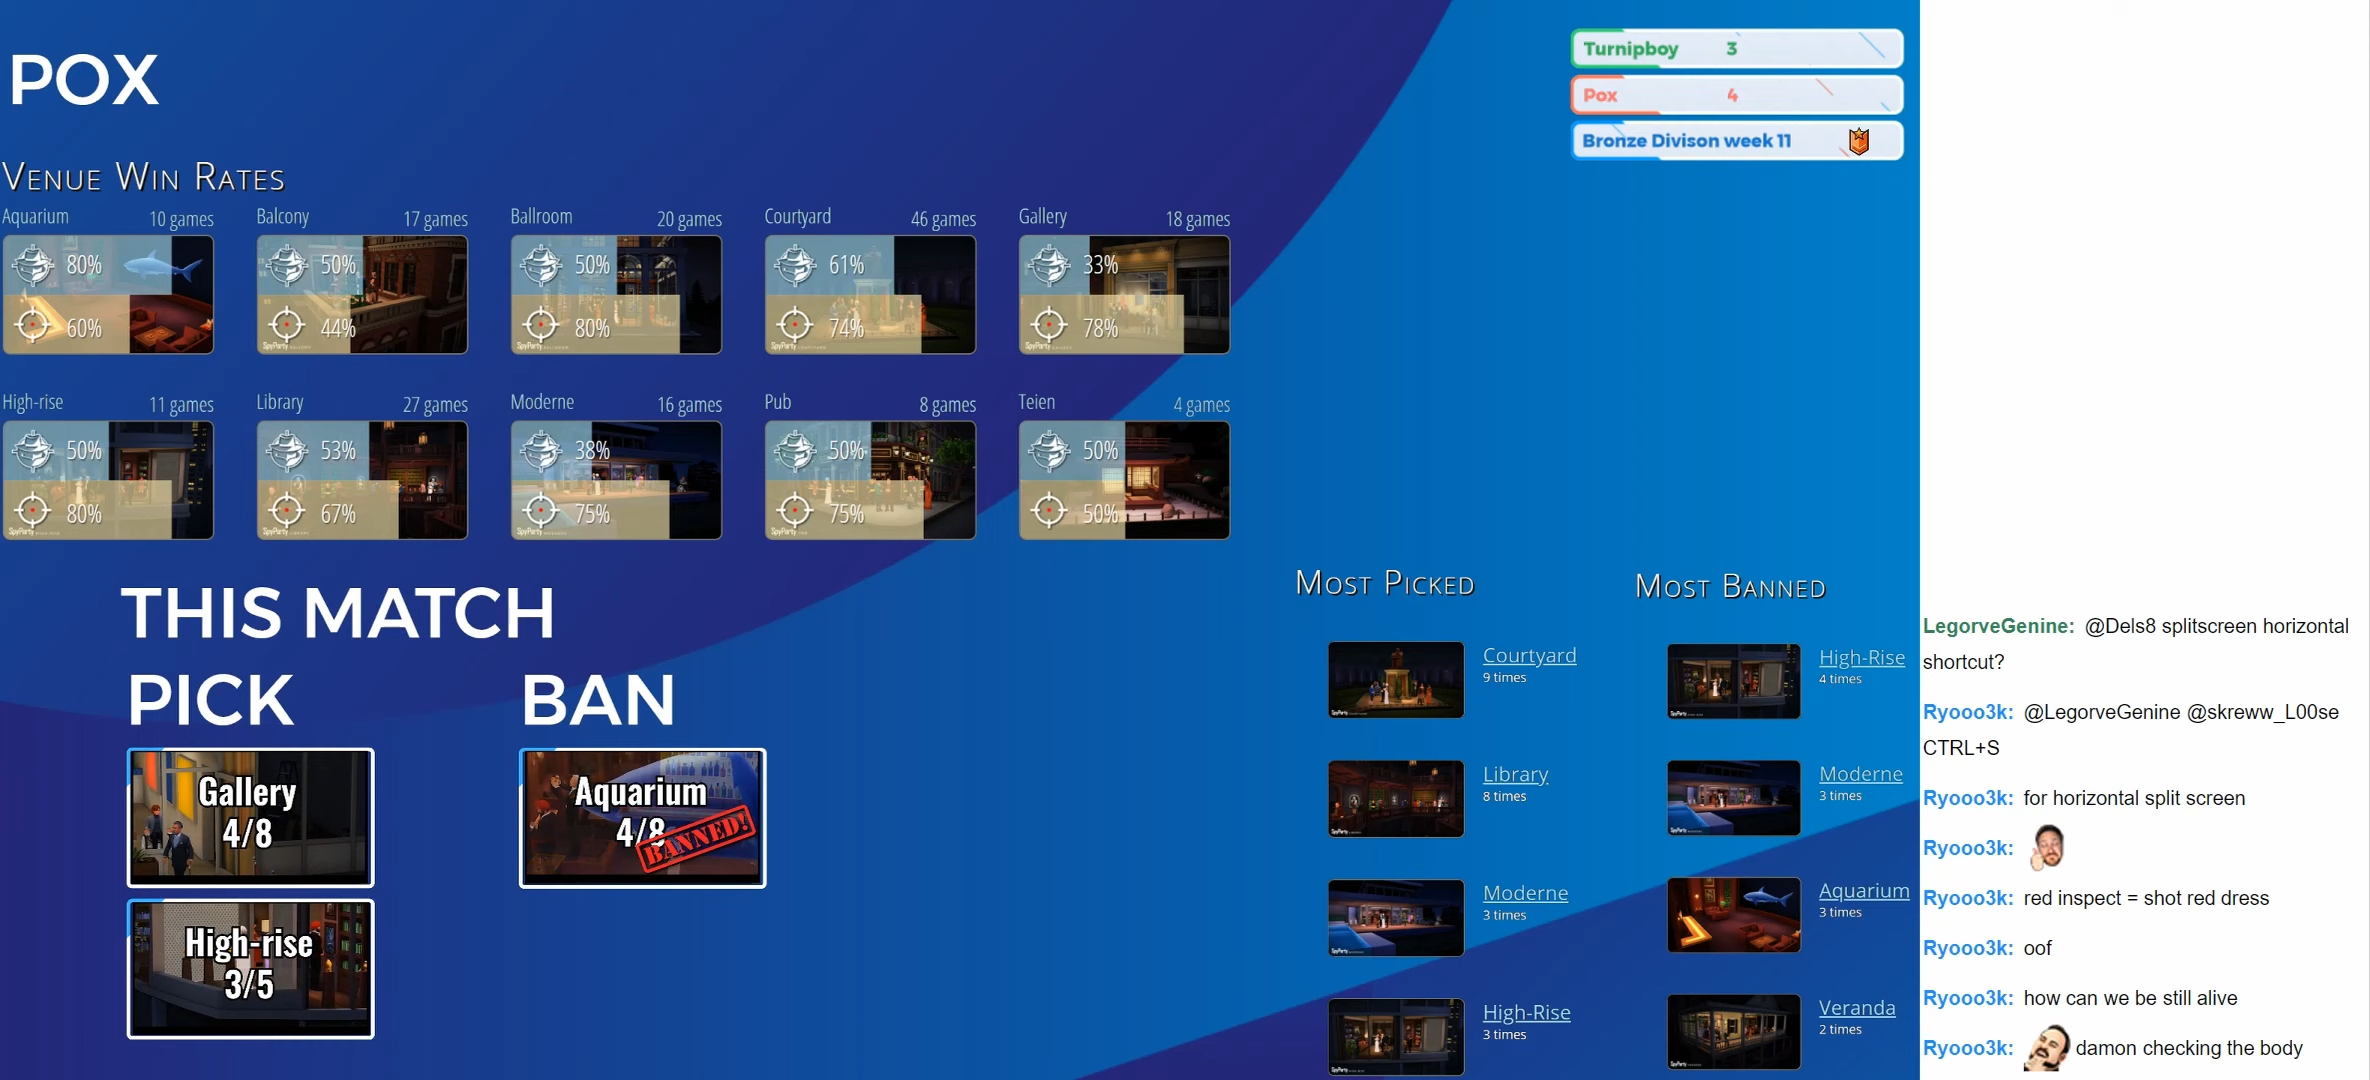 POX
Turnipboy 3
Pox 4
Bronze Divison week 11
Venue Win Rates
Aquarium 10 games
80%
60%
Balcony 17 games
50%
44%
Ballroom 20 games
50%
80%
Courtyard 46 games
61%
74%
Gallery 18 games
33%
78%
High-rise 11 games
50%
80%
Library 27 games
53%
67%
Moderne 16 games
38%
75%
Pub 8 games
50%
75%
Teien 4 games
50%
50%
THIS MATCH
PICK
Gallery
4/8
High-rise
3/5
BAN
Aquarium
4/8
BANNED!
Most Picked
Courtyard
9 times
Library
8 times
Moderne
3 times
High-Rise
3 times
Most Banned
High-Rise
4 times
Moderne
3 times
Aquarium
3 times
Veranda
2 times
LegorveGenine: @Dels8 splitscreen horizontal
shortcut?
Ryooo3k: @LegorveGenine @skreww_L00se
CTRL+S
Ryooo3k: for horizontal split screen
Ryooo3k:
Ryooo3k: red inspect = shot red dress
Ryooo3k: oof
Ryooo3k: how can we be still alive
Ryooo3k: damon checking the body